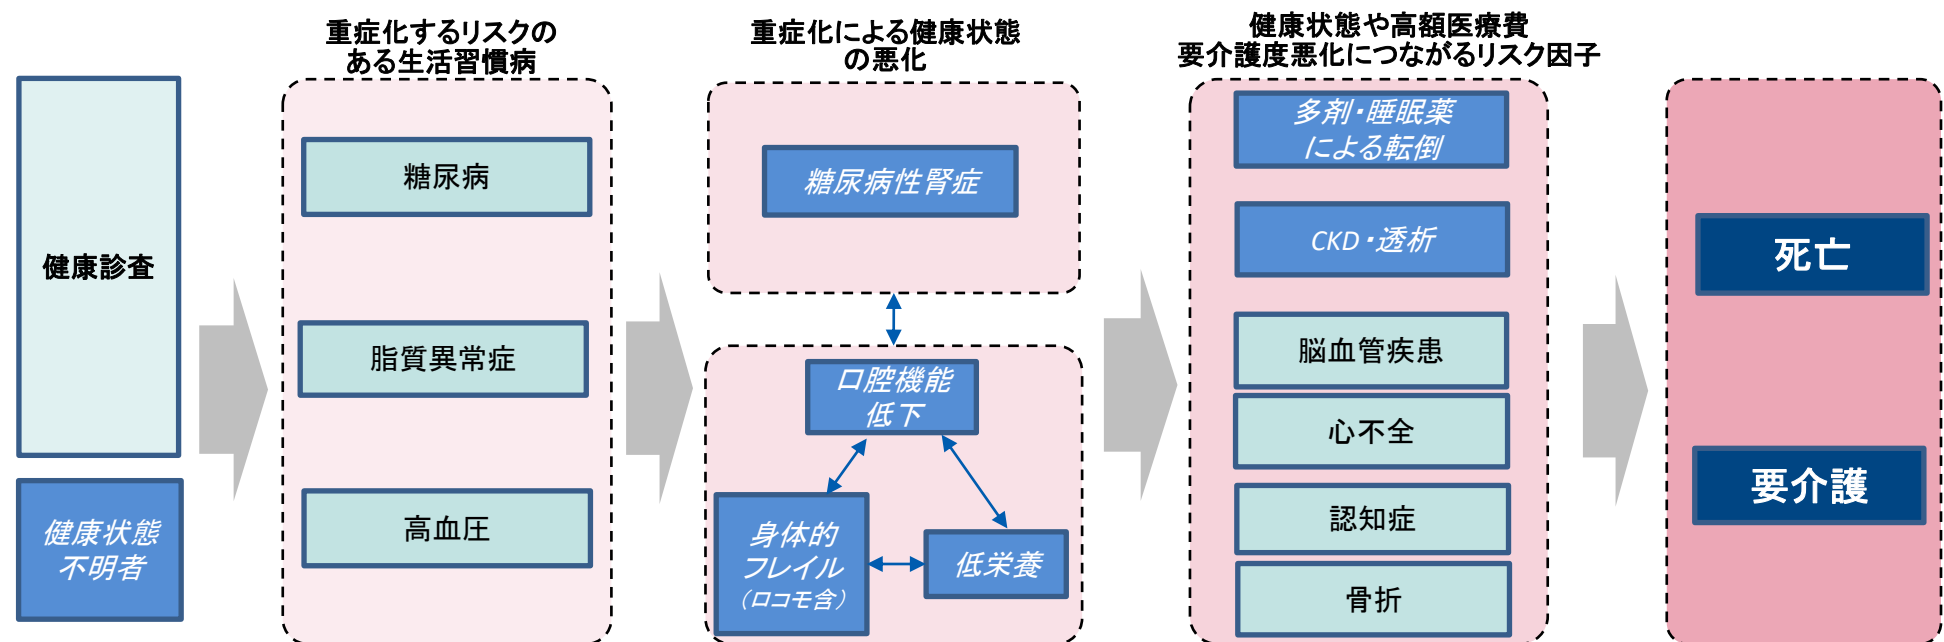 健康診査
健康状態
不明者
重症化するリスクの
ある生活習慣病
糖尿病
脂質異常症
高血圧
重症化による健康状態
の悪化
糖尿病性腎症
口腔機能
低下
身体的
フレイル
（ロコモ含）
低栄養
健康状態や高額医療費
要介護度悪化につながるリスク因子
多剤・睡眠薬
による転倒
CKD・透析
脳血管疾患
心不全
認知症
骨折
死亡
要介護